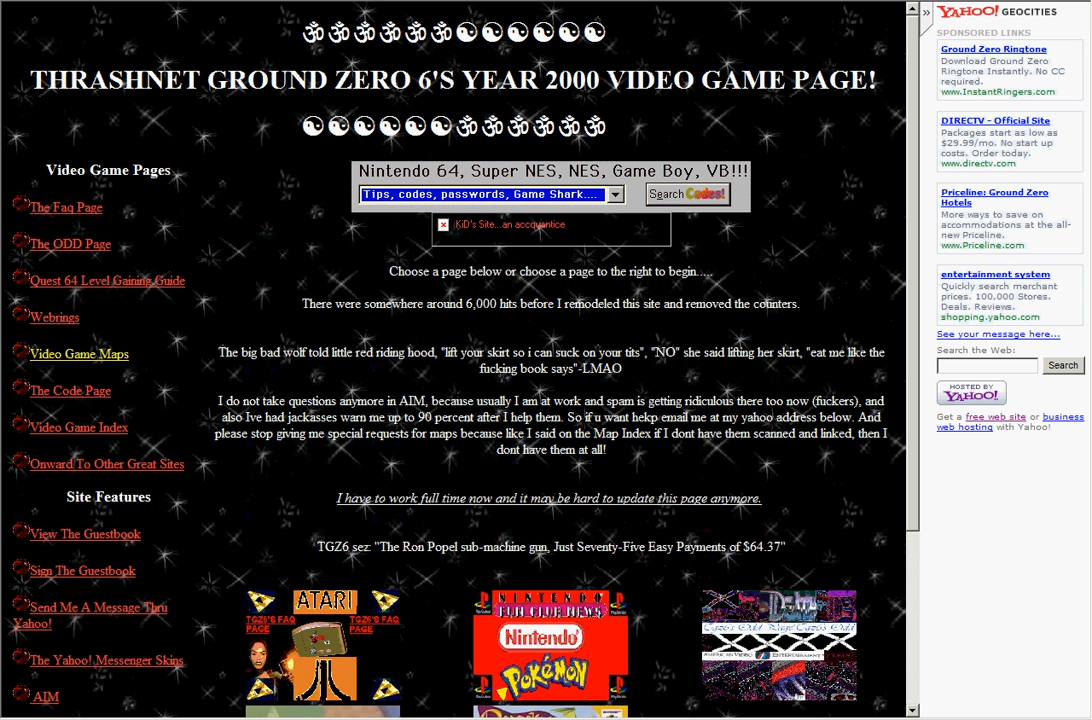 ॐॐॐॐॐॐ☯☯☯☯☯☯
THRASHNET GROUND ZERO 6'S YEAR 2000 VIDEO GAME PAGE!
☯☯☯☯☯☯ॐॐॐॐॐॐ
Video Game Pages
The Faq Page
The ODD Page
Quest 64 Level Gaining Guide
Webrings
Video Game Maps
The Code Page
Video Game Index
Onward To Other Great Sites
Site Features
View The Guestbook
Sign The Guestbook
Send Me A Message Thru
Yahoo!
The Yahoo! Messenger Skins
AIM
Nintendo 64, Super NES, NES, Game Boy, VB!!!
Tips, codes, passwords, Game Shark....
Search Codes!
KiD's Site...an accquantice
Choose a page below or choose a page to the right to begin.....
There were somewhere around 6,000 hits before I remodeled this site and removed the counters.
The big bad wolf told little red riding hood, "lift your skirt so i can suck on your tits", "NO" she said lifting her skirt, "eat me like the
fucking book says"-LMAO
I do not take questions anymore in AIM, because usually I am at work and spam is getting ridiculous there too now (fuckers), and
also Ive had jackasses warn me up to 90 percent after I help them. So if u want hekp email me at my yahoo address below. And
please stop giving me special requests for maps because like I said on the Map Index if I dont have them scanned and linked, then I
dont have them at all!
I have to work full time now and it may be hard to update this page anymore.
TGZ6 sez: "The Ron Popel sub-machine gun, Just Seventy-Five Easy Payments of $64.37"
ATARI
TGZ6'S FAQ
PAGE
TGZ6'S FAQ
PAGE
NINTENDO
FUN CLUB NEWS
Nintendo
POKéMON
YAHOO! GEOCITIES
SPONSORED LINKS
Ground Zero Ringtone
Download Ground Zero
Ringtone Instantly. No CC
required.
www.InstantRingers.com
DIRECTV - Official Site
Packages start as low as
$29.99/mo. No start up
costs. Order today.
www.directv.com
Priceline: Ground Zero
Hotels
More ways to save on
accommodations at the all-
new Priceline.
www.Priceline.com
entertainment system
Quickly search merchant
prices. 100,000 Stores.
Deals. Reviews.
shopping.yahoo.com
See your message here...
Search the Web:
Search
HOSTED BY
YAHOO!
Get a free web site or business
web hosting with Yahoo!